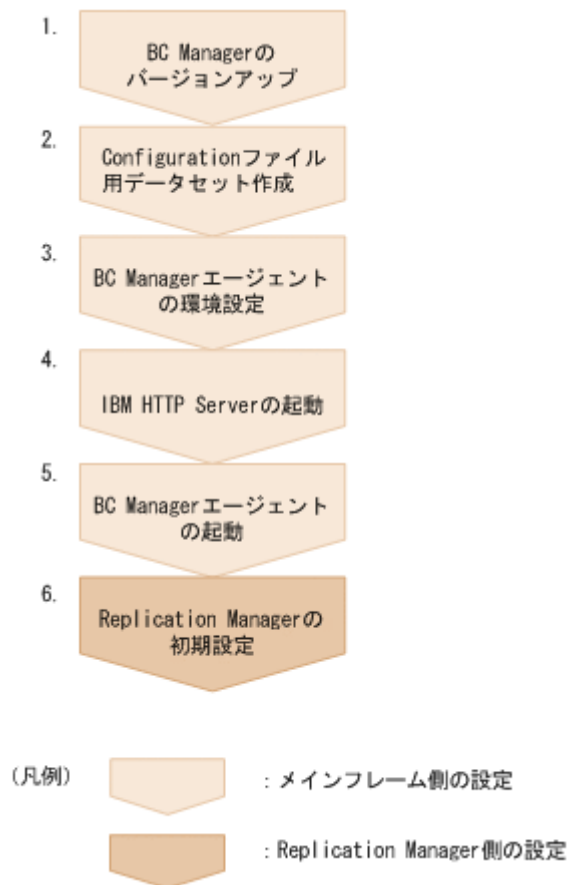 1.
BC Managerの
バージョンアップ
2.
Configurationファイル
用データセット作成
3.
BC Managerエージェント
の環境設定
4.
IBM HTTP Serverの起動
5.
BC Managerエージェント
の起動
6.
Replication Managerの
初期設定
(凡例)
：メインフレーム側の設定
：Replication Manager側の設定